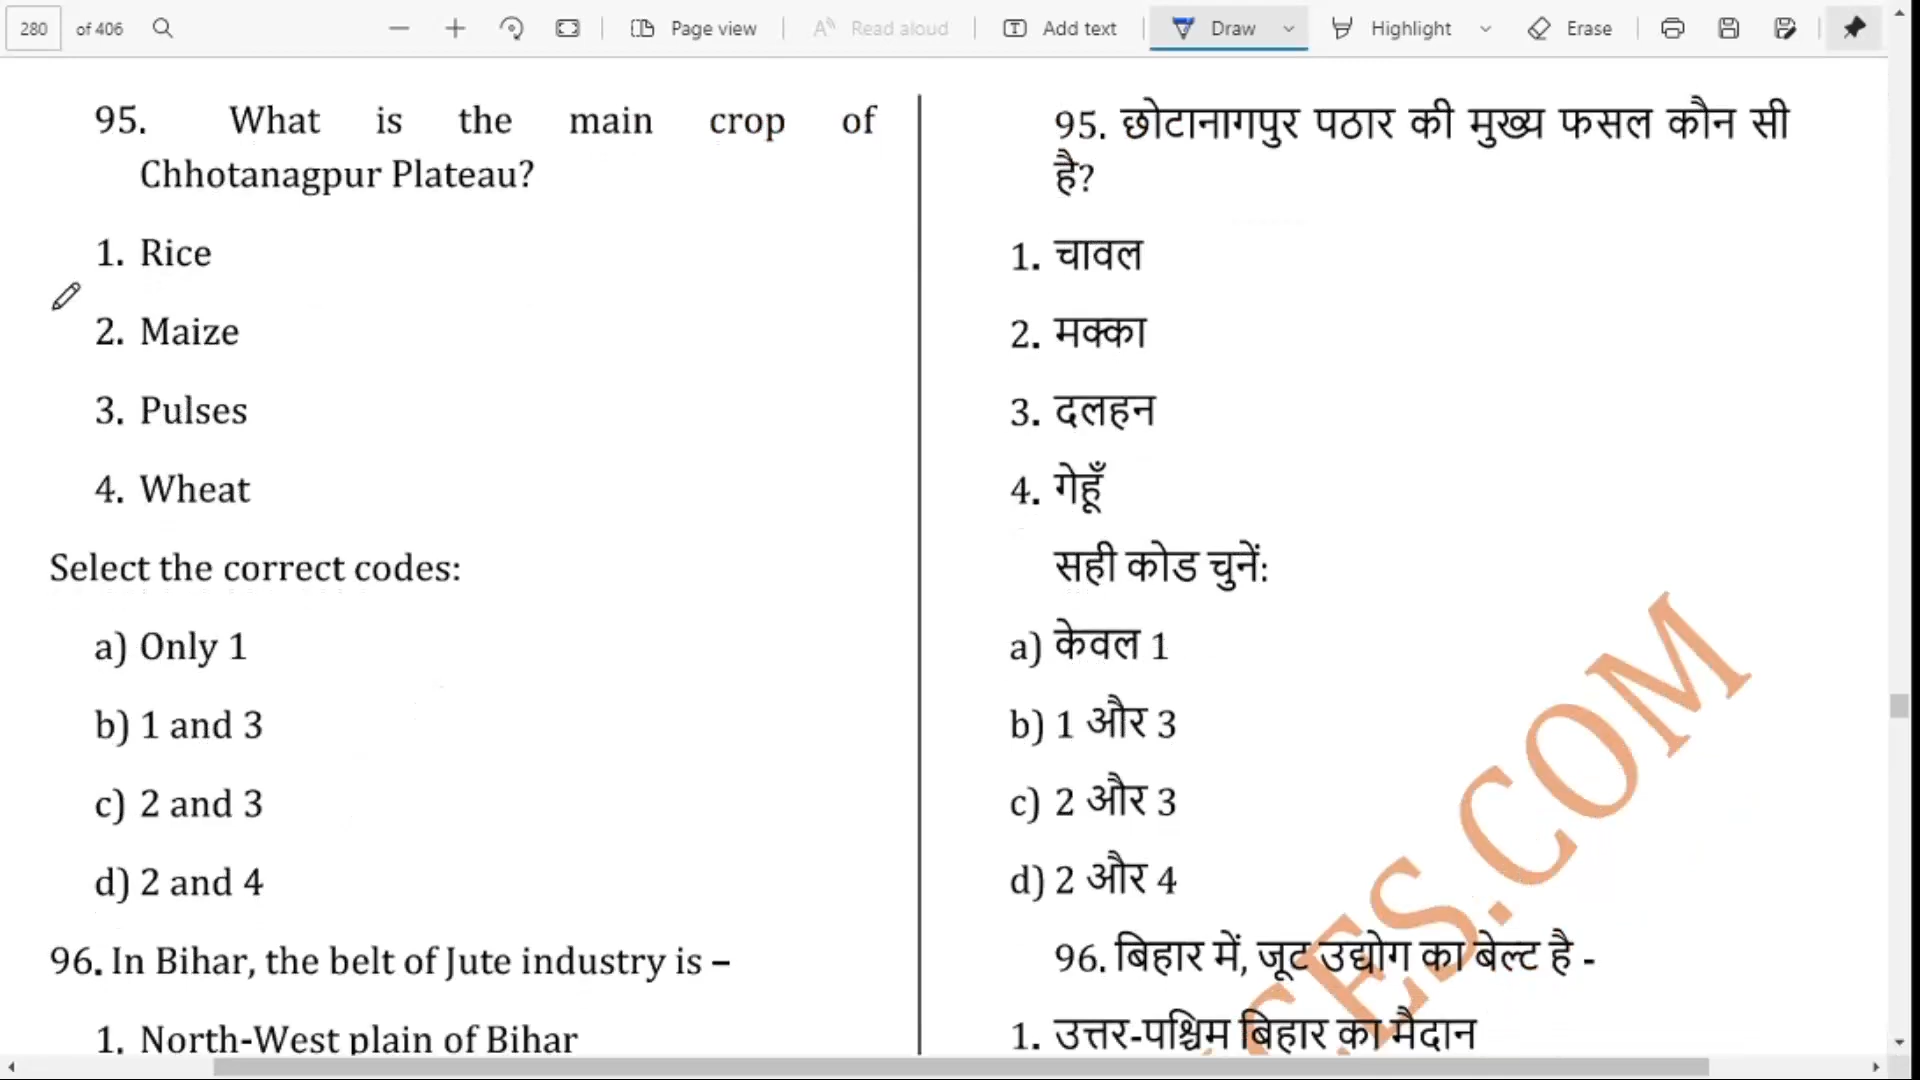 280 of 406 Page view Read aloud Add text Draw Highlight Erase
95. What is the main crop of
Chhotanagpur Plateau?
1. Rice
2. Maize
3. Pulses
4. Wheat
Select the correct codes:
a) Only 1
b) 1 and 3
c) 2 and 3
d) 2 and 4
96. In Bihar, the belt of Jute industry is –
1. North-West plain of Bihar
95. छोटानागपुर पठार की मुख्य फसल कौन सी
है?
1. चावल
2. मक्का
3. दलहन
4. गेहूँ
सही कोड चुनें:
a) केवल 1
b) 1 और 3
c) 2 और 3
d) 2 और 4
96. बिहार में, जूट उद्योग का बेल्ट है -
1. उत्तर-पश्चिम बिहार का मैदान
CES.COM